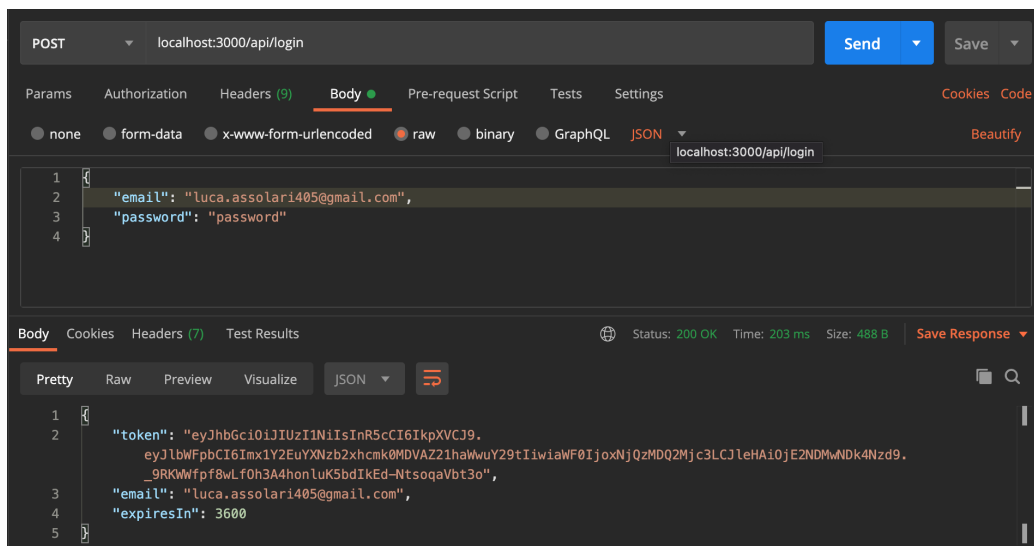 POST localhost:3000/api/login Send Save
Params Authorization Headers (9) Body Pre-request Script Tests Settings Cookies Code
none form-data x-www-form-urlencoded raw binary GraphQL JSON Beautify
localhost:3000/api/login
1 {
2 "email": "luca.assolari405@gmail.com",
3 "password": "password"
4 }
Body Cookies Headers (7) Test Results Status: 200 OK Time: 203 ms Size: 488 B Save Response
Pretty Raw Preview Visualize JSON
1 {
2 "token": "eyJhbGciOiJIUzI1NiIsInR5cCI6IkpXVCJ9.
eyJlbWFpbCI6Imx1Y2EuYXNzb2xhcmk0MDVAZ21haWwuY29tIiwiaWF0IjoxNjQzMDQ2Mjc3LCJleHAiOjE2NDMwNDk4Nzd9.
_9RKWWfpf8wLfOh3A4honluK5bdIkEd-NtsoqaVbt3o",
3 "email": "luca.assolari405@gmail.com",
4 "expiresIn": 3600
5 }